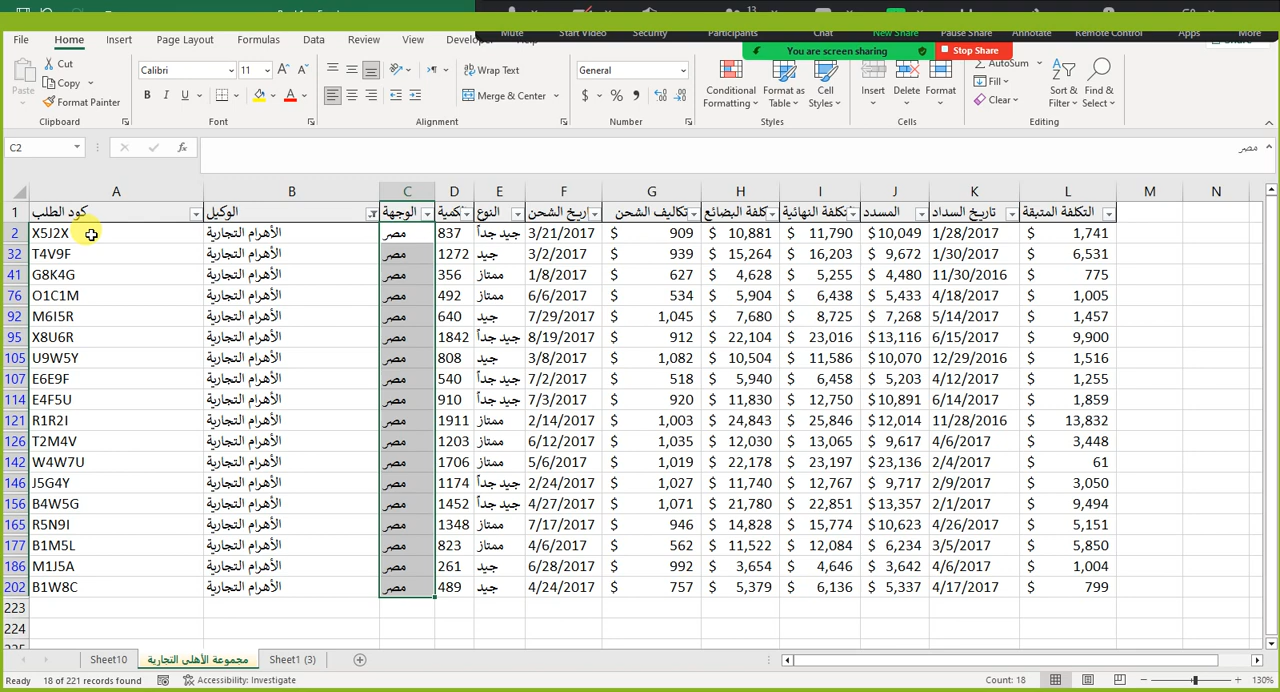 13
Mute Start Video Security Participants Chat New Share Pause Share Annotate Remote Control Apps More
You are screen sharing Stop Share
File Home Insert Page Layout Formulas Data Review View
Paste Cut Copy Format Painter
Calibri 11 B I U
Wrap Text Merge & Center
General $ % 9
Conditional Formatting Format as Table Cell Styles
Insert Delete Format
AutoSum Fill Clear Sort & Filter Find & Select
Clipboard Font Alignment Number Styles Cells Editing
C2 fx مصر
A B C D E F G H I J K L M N
1 كود الطلب الوكيل الوجهة النوع تكاليف الشحن المسدد تاريخ السداد التكلفة المتبقة
2 X5J2X الأهرام التجارية مصر 837 جيد جداً 3/21/2017 $ 909 $ 10,881 $ 11,790 $10,049 1/28/2017 $ 1,741
32 T4V9F الأهرام التجارية مصر 1272 جيد 3/2/2017 $ 939 $ 15,264 $ 16,203 $ 9,672 1/30/2017 $ 6,531
41 G8K4G الأهرام التجارية مصر 356 ممتاز 1/8/2017 $ 627 $ 4,628 $ 5,255 $ 4,480 11/30/2016 $ 775
76 O1C1M الأهرام التجارية مصر 492 ممتاز 6/6/2017 $ 534 $ 5,904 $ 6,438 $ 5,433 4/18/2017 $ 1,005
92 M6I5R الأهرام التجارية مصر 640 جيد 7/29/2017 $ 1,045 $ 7,680 $ 8,725 $ 7,268 5/14/2017 $ 1,457
95 X8U6R الأهرام التجارية مصر 1842 جيد جداً 8/19/2017 $ 912 $ 22,104 $ 23,016 $13,116 6/15/2017 $ 9,900
105 U9W5Y الأهرام التجارية مصر 808 جيد 3/8/2017 $ 1,082 $ 10,504 $ 11,586 $10,070 12/29/2016 $ 1,516
107 E6E9F الأهرام التجارية مصر 540 جيد جداً 7/2/2017 $ 518 $ 5,940 $ 6,458 $ 5,203 4/12/2017 $ 1,255
114 E4F5U الأهرام التجارية مصر 910 جيد جداً 7/3/2017 $ 920 $ 11,830 $ 12,750 $10,891 6/14/2017 $ 1,859
121 R1R2I الأهرام التجارية مصر 1911 ممتاز 2/14/2017 $ 1,003 $ 24,843 $ 25,846 $12,014 11/28/2016 $ 13,832
126 T2M4V الأهرام التجارية مصر 1203 ممتاز 6/12/2017 $ 1,035 $ 12,030 $ 13,065 $ 9,617 4/6/2017 $ 3,448
142 W4W7U الأهرام التجارية مصر 1706 ممتاز 5/6/2017 $ 1,019 $ 22,178 $ 23,197 $23,136 2/4/2017 $ 61
146 J5G4Y الأهرام التجارية مصر 1174 جيد جداً 2/24/2017 $ 1,027 $ 11,740 $ 12,767 $ 9,717 2/9/2017 $ 3,050
156 B4W5G الأهرام التجارية مصر 1452 جيد جداً 4/27/2017 $ 1,071 $ 21,780 $ 22,851 $13,357 2/1/2017 $ 9,494
165 R5N9I الأهرام التجارية مصر 1348 ممتاز 7/17/2017 $ 946 $ 14,828 $ 15,774 $10,623 4/26/2017 $ 5,151
177 B1M5L الأهرام التجارية مصر 823 ممتاز 4/6/2017 $ 562 $ 11,522 $ 12,084 $ 6,234 3/5/2017 $ 5,850
186 M1J5A الأهرام التجارية مصر 261 جيد 6/28/2017 $ 992 $ 3,654 $ 4,646 $ 3,642 4/6/2017 $ 1,004
202 B1W8C الأهرام التجارية مصر 489 جيد 4/24/2017 $ 757 $ 5,379 $ 6,136 $ 5,337 4/17/2017 $ 799
223
224
Sheet10 مجموعة الأهلي التجارية Sheet1 (3)
Ready 18 of 221 records found Accessibility: Investigate Count: 18 130%